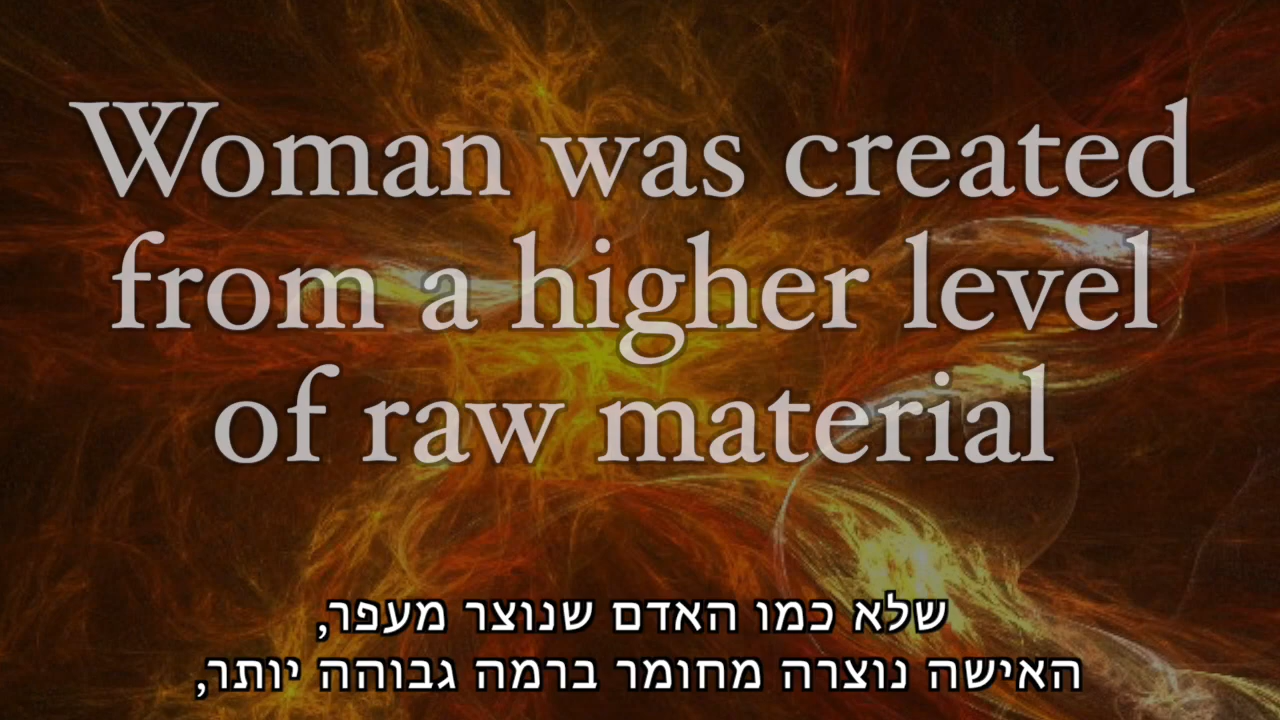 Woman was created
from a higher level
of raw material
שלא כמו האדם שנוצר מעפר,
האישה נוצרה מחומר ברמה גבוהה יותר,